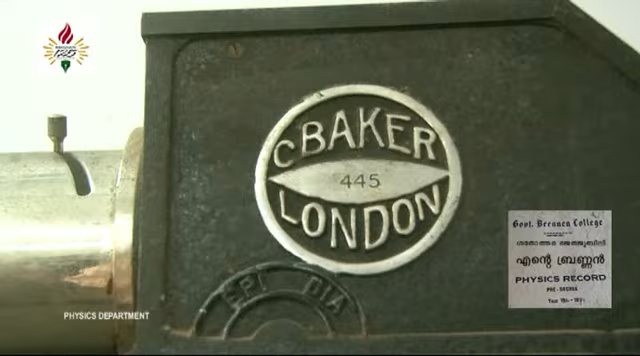 C BAKER
445
LONDON
EPI DIA
PHYSICS DEPARTMENT
Govt. Brennen College
എന്റെ ബ്രണ്ണൻ
PHYSICS RECORD